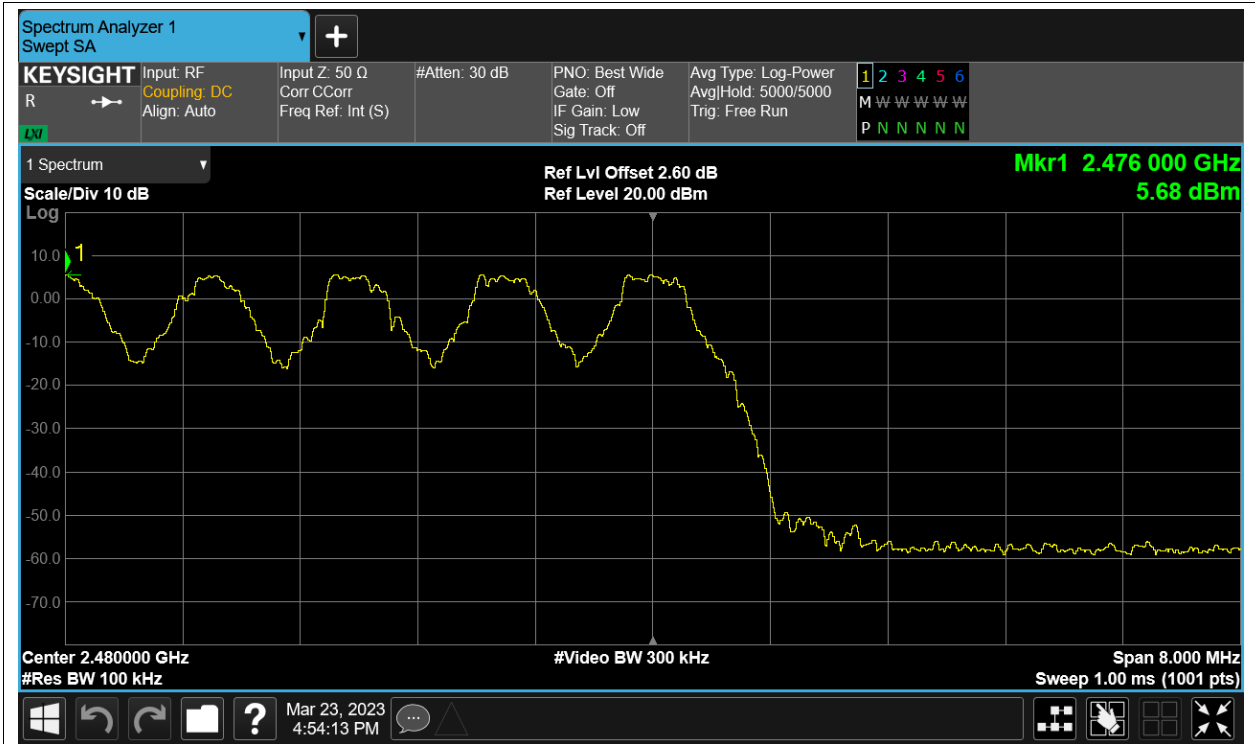 Spectrum Analyzer 1
Swept SA
KEYSIGHT
R
LXI
Input: RF
Coupling: DC
Align: Auto
Input Z: 50 Ω
Corr CCorr
Freq Ref: Int (S)
#Atten: 30 dB
PNO: Best Wide
Gate: Off
IF Gain: Low
Sig Track: Off
Avg Type: Log-Power
Avg|Hold: 5000/5000
Trig: Free Run
1 2 3 4 5 6
M W W W W W
P N N N N N
1 Spectrum
Scale/Div 10 dB
Log
Ref Lvl Offset 2.60 dB
Ref Level 20.00 dBm
Mkr1 2.476 000 GHz
5.68 dBm
1
10.0
0.00
-10.0
-20.0
-30.0
-40.0
-50.0
-60.0
-70.0
Center 2.480000 GHz
#Video BW 300 kHz
Span 8.000 MHz
#Res BW 100 kHz
Sweep 1.00 ms (1001 pts)
?
Mar 23, 2023
4:54:13 PM